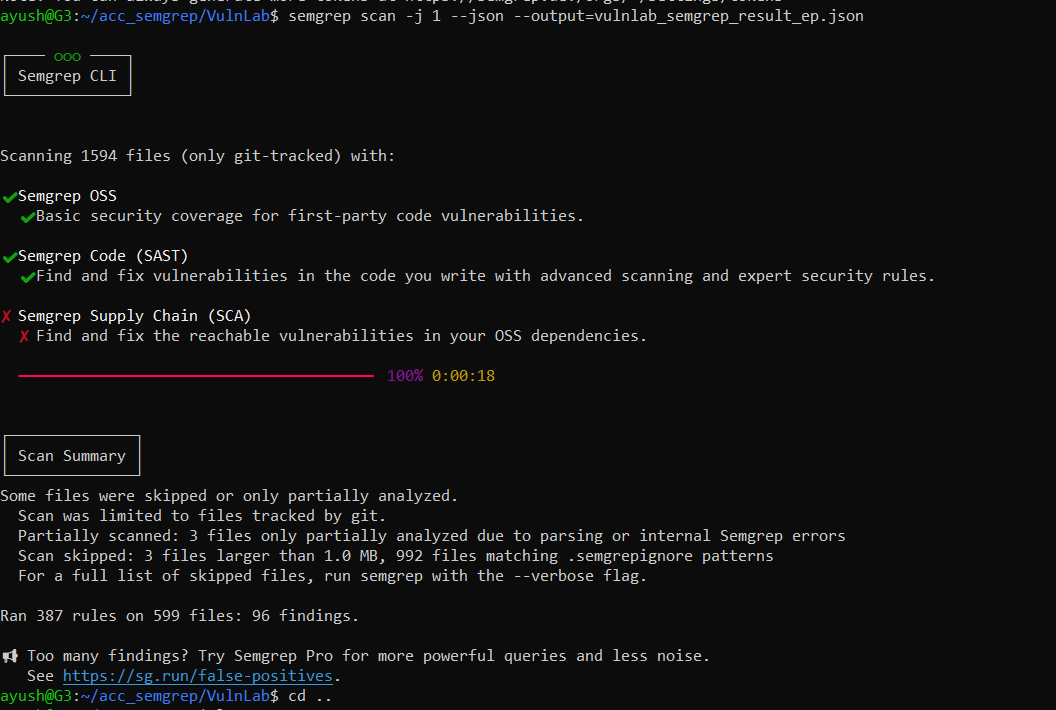 ayush@G3:~/acc_semgrep/VulnLab$ semgrep scan -j 1 --json --output=vulnlab_semgrep_result_ep.json
ooo
Semgrep CLI
Scanning 1594 files (only git-tracked) with:
✔Semgrep OSS
✔Basic security coverage for first-party code vulnerabilities.
✔Semgrep Code (SAST)
✔Find and fix vulnerabilities in the code you write with advanced scanning and expert security rules.
✘ Semgrep Supply Chain (SCA)
✘ Find and fix the reachable vulnerabilities in your OSS dependencies.
100% 0:00:18
Scan Summary
Some files were skipped or only partially analyzed.
Scan was limited to files tracked by git.
Partially scanned: 3 files only partially analyzed due to parsing or internal Semgrep errors
Scan skipped: 3 files larger than 1.0 MB, 992 files matching .semgrepignore patterns
For a full list of skipped files, run semgrep with the --verbose flag.
Ran 387 rules on 599 files: 96 findings.
📢 Too many findings? Try Semgrep Pro for more powerful queries and less noise.
See https://sg.run/false-positives.
ayush@G3:~/acc_semgrep/VulnLab$ cd ..